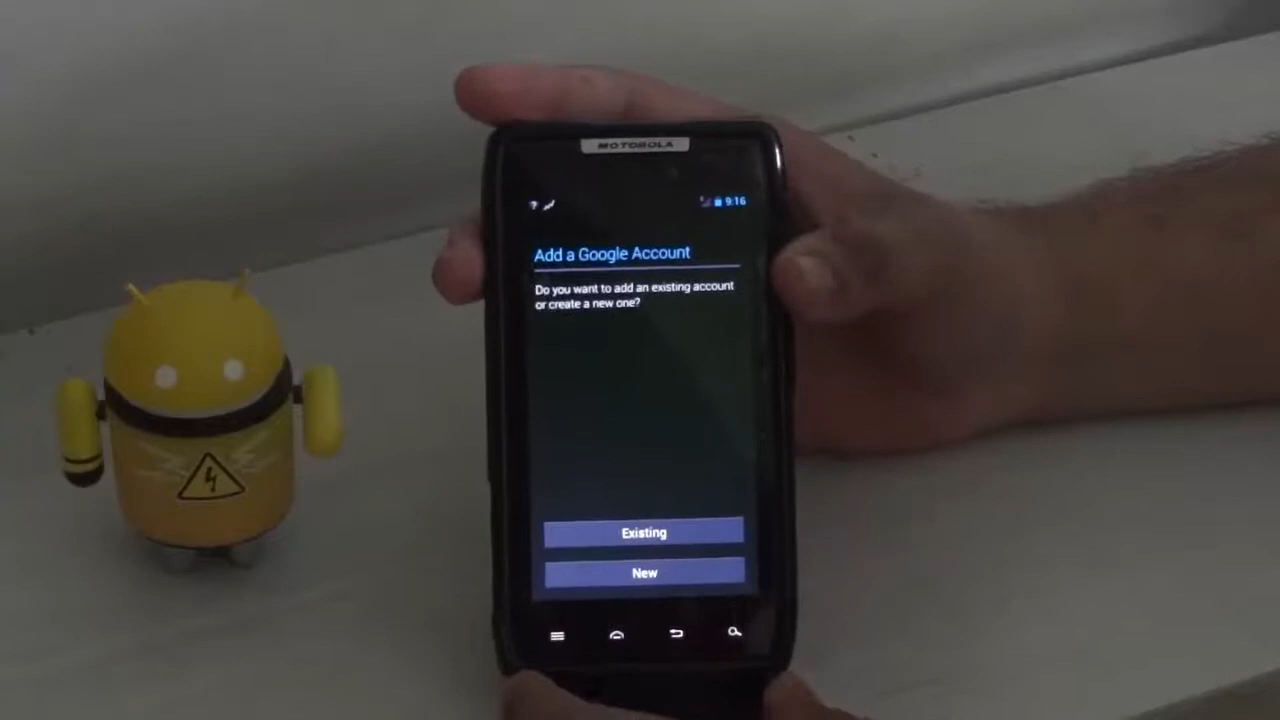 MOTOROLA
9:16
Add a Google Account
Do you want to add an existing account
or create a new one?
Existing
New